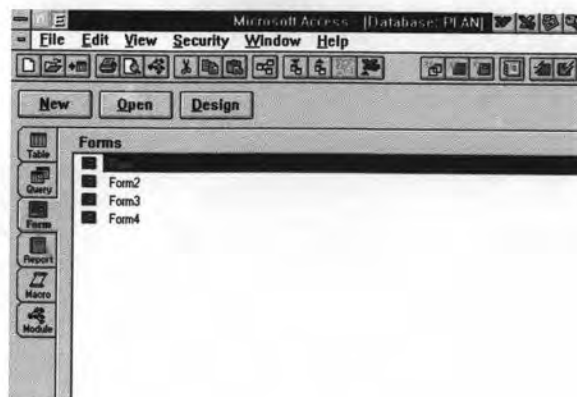 Microsoft Access - [Database: PLAN]
File Edit View Security Window Help
New Open Design
Table
Query
Form
Report
Macro
Module
Forms
Form2
Form3
Form4